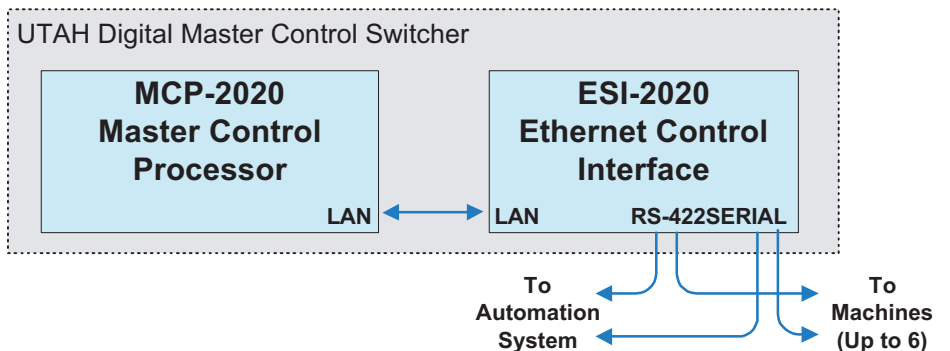 UTAH Digital Master Control Switcher
MCP-2020
Master Control
Processor
LAN
ESI-2020
Ethernet Control
Interface
LAN RS-422SERIAL
To
Automation
System
To
Machines
(Up to 6)